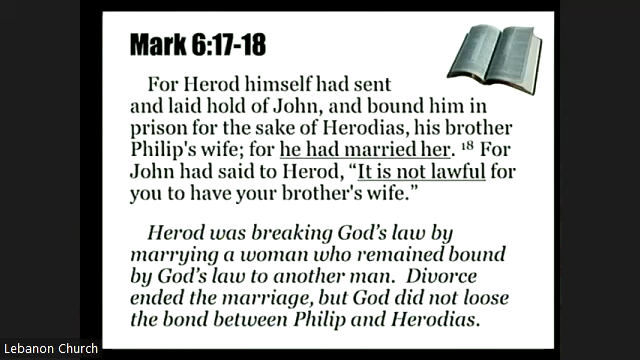 Mark 6:17-18
For Herod himself had sent
and laid hold of John, and bound him in
prison for the sake of Herodias, his brother
Philip's wife; for he had married her. 18 For
John had said to Herod, “It is not lawful for
you to have your brother's wife.”
Herod was breaking God’s law by
marrying a woman who remained bound
by God’s law to another man. Divorce
ended the marriage, but God did not loose
the bond between Philip and Herodias.
Lebanon Church